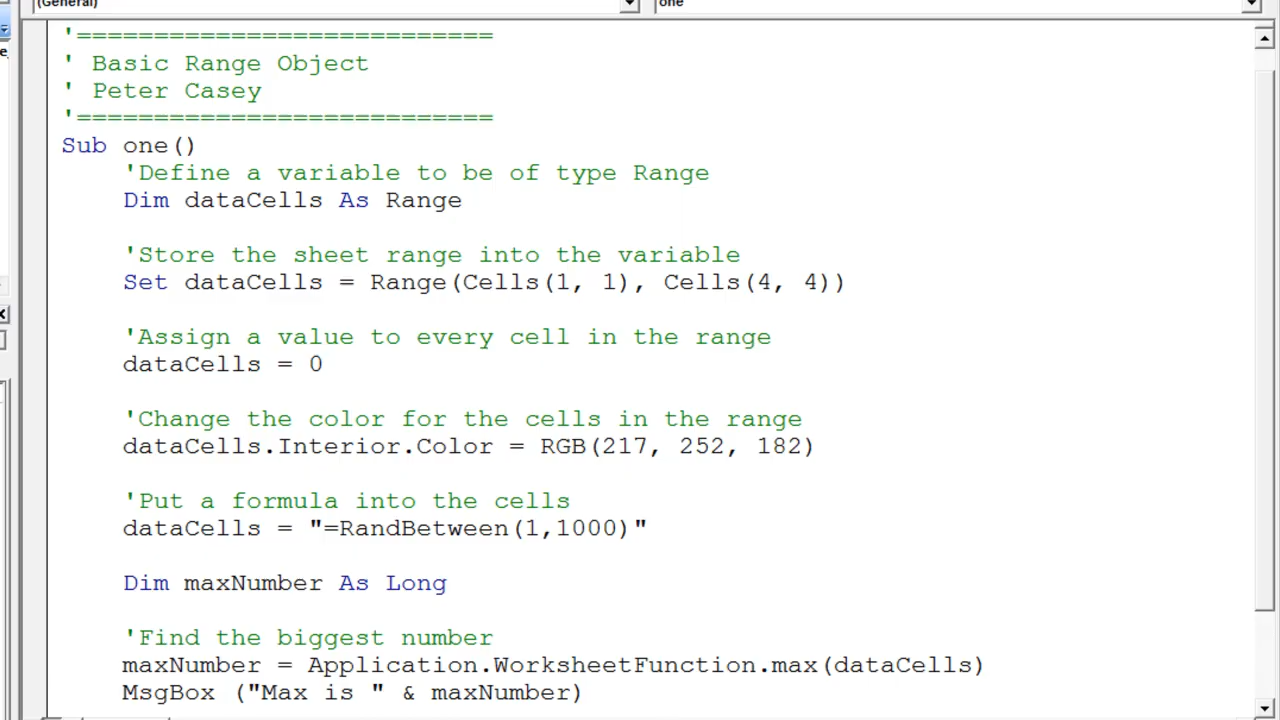 (General) one
'===========================
' Basic Range Object
' Peter Casey
'===========================
Sub one()
'Define a variable to be of type Range
Dim dataCells As Range
'Store the sheet range into the variable
Set dataCells = Range(Cells(1, 1), Cells(4, 4))
'Assign a value to every cell in the range
dataCells = 0
'Change the color for the cells in the range
dataCells.Interior.Color = RGB(217, 252, 182)
'Put a formula into the cells
dataCells = "=RandBetween(1,1000)"
Dim maxNumber As Long
'Find the biggest number
maxNumber = Application.WorksheetFunction.max(dataCells)
MsgBox ("Max is " & maxNumber)